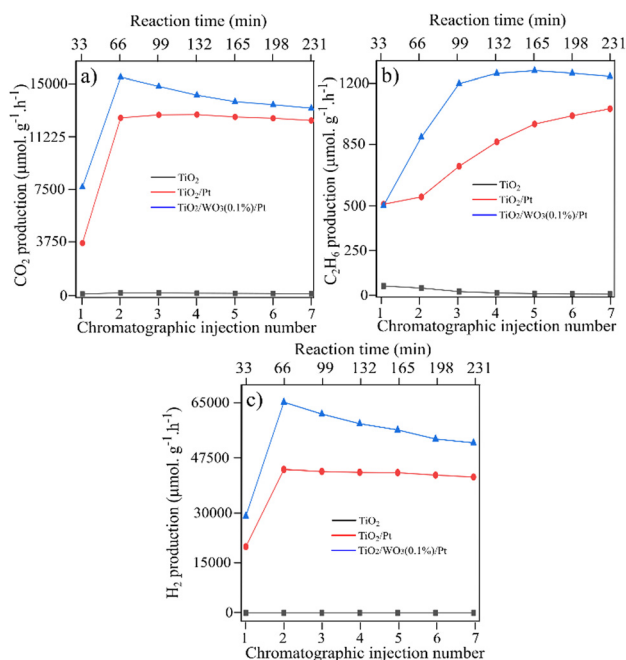 Reaction time (min)
33 66 99 132 165 198 231
a)
15000
11225
7500
3750
0
CO₂ production (μmol. g⁻¹.h⁻¹)
TiO₂
TiO₂/Pt
TiO₂/WO₃(0.1%)/Pt
1 2 3 4 5 6 7
Chromatographic injection number
Reaction time (min)
33 66 99 132 165 198 231
b)
1200
850
500
250
0
C₂H₆ production (μmol. g⁻¹.h⁻¹)
TiO₂
TiO₂/Pt
TiO₂/WO₃(0.1%)/Pt
1 2 3 4 5 6 7
Chromatographic injection number
Reaction time (min)
33 66 99 132 165 198 231
c)
65000
47500
30000
15000
0
H₂ production (μmol. g⁻¹.h⁻¹)
TiO₂
TiO₂/Pt
TiO₂/WO₃(0.1%)/Pt
1 2 3 4 5 6 7
Chromatographic injection number